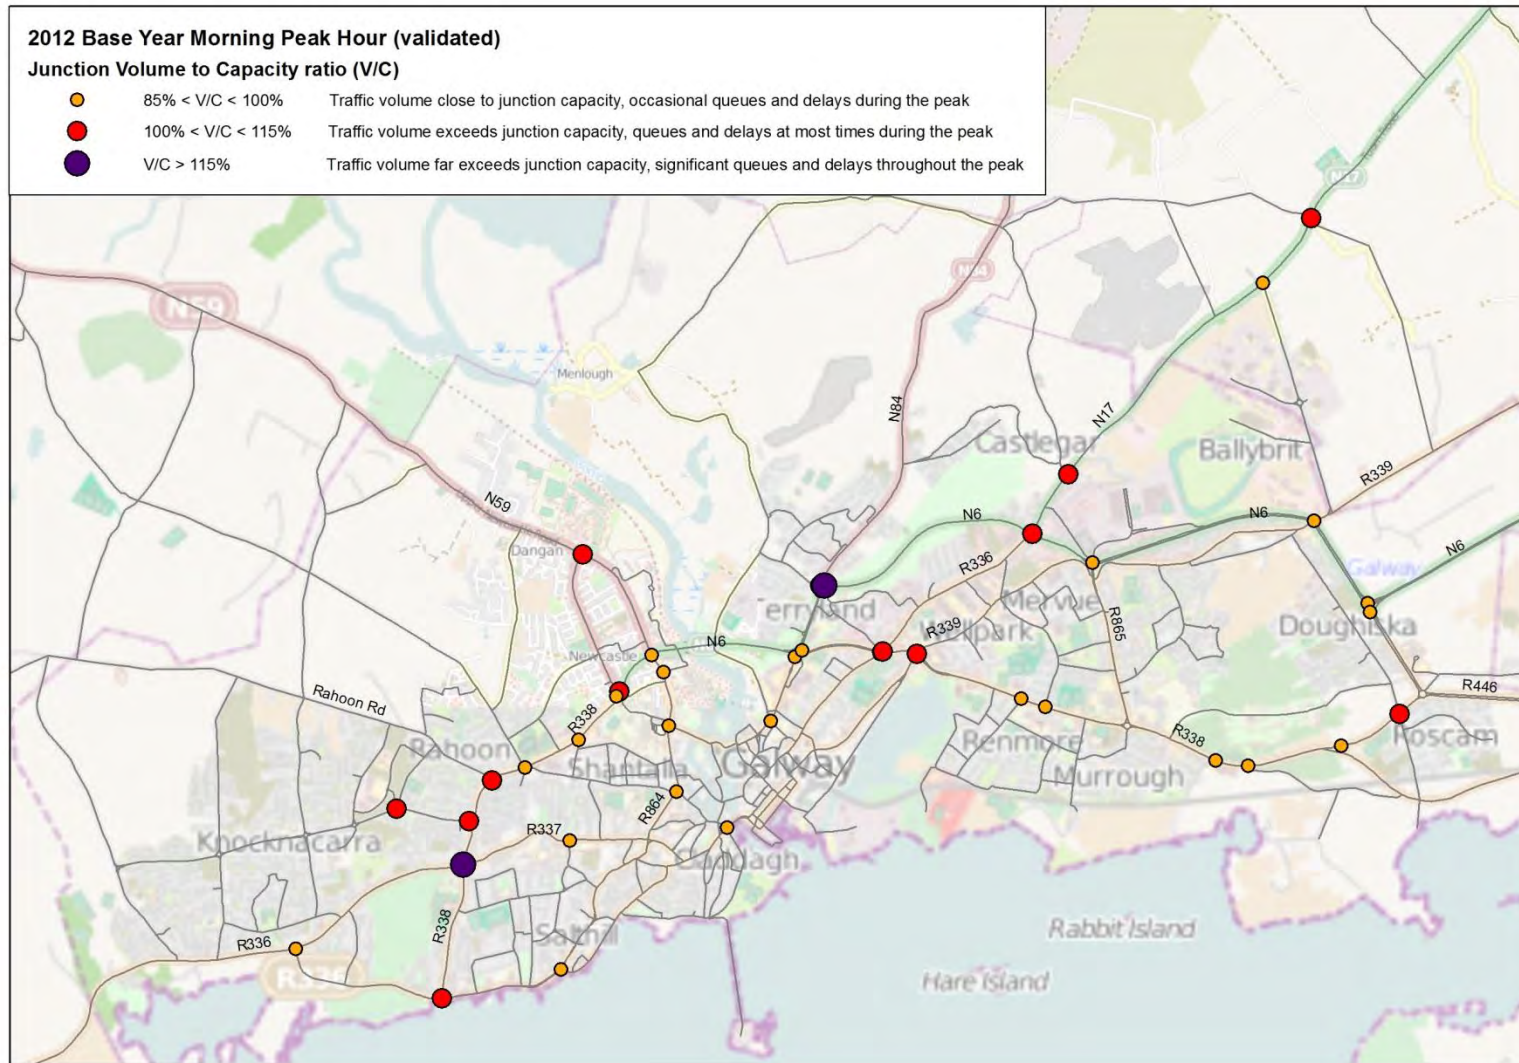 2012 Base Year Morning Peak Hour (validated)
Junction Volume to Capacity ratio (V/C)
85% < V/C < 100% Traffic volume close to junction capacity, occasional queues and delays during the peak
100% < V/C < 115% Traffic volume exceeds junction capacity, queues and delays at most times during the peak
V/C > 115% Traffic volume far exceeds junction capacity, significant queues and delays throughout the peak
N17
N84
N59
Menlough
N84
N17
Castlegar
Ballybrit
R339
N59
N6
N6
Dangan
N6
Galway
R336
Mervue
R865
Doughiska
R339
N6
Newcastle
R446
Rahoon Rd
R338
Rahoon
Shantalla
Galway
Renmore
R338
Roscam
Murrough
R864
R337
Knocknacarra
Claddagh
R338
Salthill
R336
R336
Rabbit Island
Hare Island